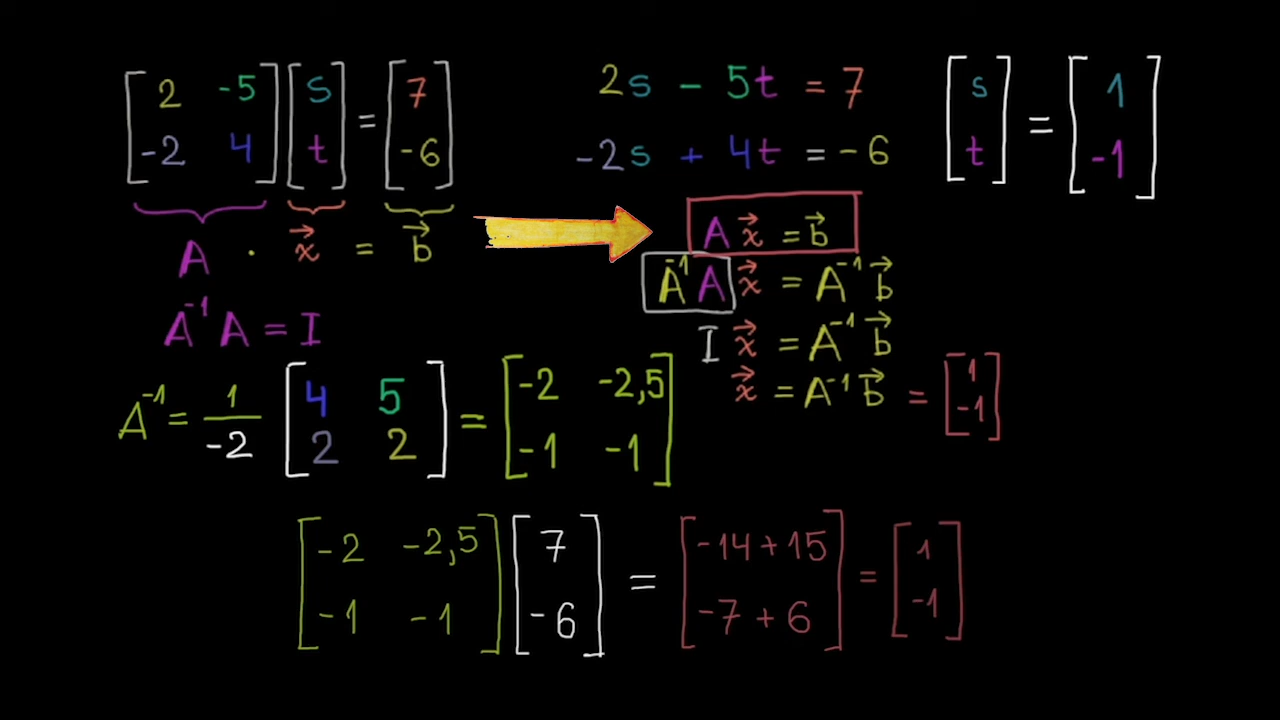 [2 -5; -2 4] [s; t] = [7; -6]
2s - 5t = 7
-2s + 4t = -6
[s; t] = [1; -1]
A · x⃗ = b⃗
A x⃗ = b⃗
A⁻¹ A = I
A⁻¹ A x⃗ = A⁻¹ b⃗
I x⃗ = A⁻¹ b⃗
x⃗ = A⁻¹ b⃗ = [1; -1]
A⁻¹ = 1/-2 [4 5; 2 2] = [-2 -2,5; -1 -1]
[-2 -2,5; -1 -1] [7; -6] = [-14+15; -7+6] = [1; -1]